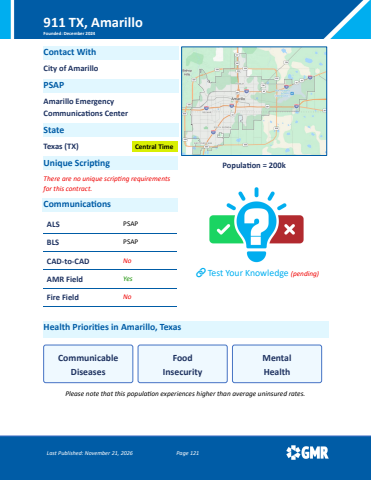 911 TX, Amarillo
Founded: December 2023
Contact With
City of Amarillo
PSAP
Amarillo Emergency
Communications Center
State
Texas (TX) Central Time
Unique Scripting
There are no unique scripting requirements
for this contract.
Communications
ALS PSAP
BLS PSAP
CAD-to-CAD No
AMR Field Yes
Fire Field No
Population = 200k
Test Your Knowledge (pending)
Health Priorities in Amarillo, Texas
Communicable
Diseases
Food
Insecurity
Mental
Health
Please note that this population experiences higher than average uninsured rates.
Last Published: November 21, 2026 Page 121
GMR